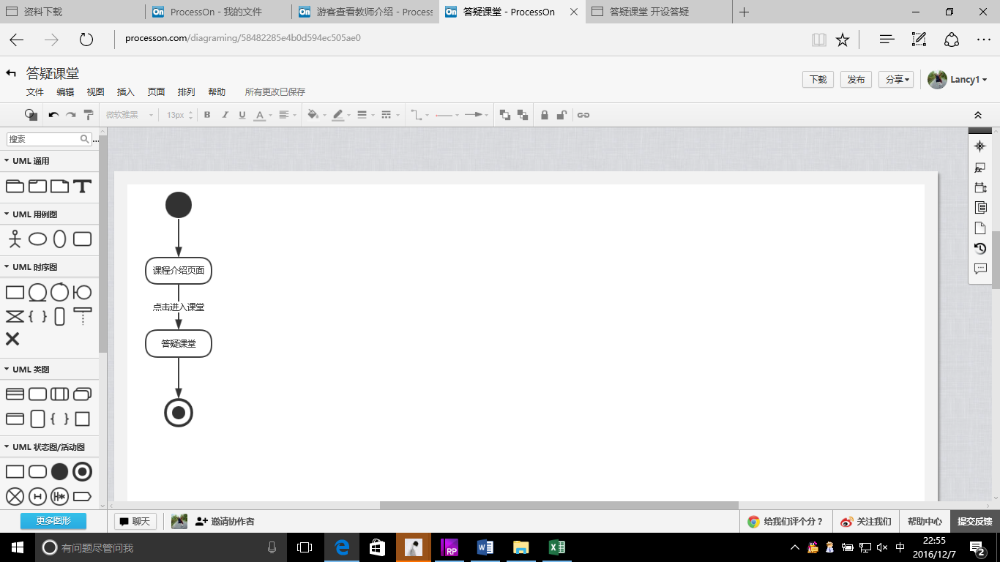 资料下载
On ProcessOn - 我的文件
On 游客查看教师介绍 - Process
On 答疑课堂 - ProcessOn
答疑课堂 开设答疑
processon.com/diagraming/58482285e4b0d594ec505ae0
答疑课堂
文件 编辑 视图 插入 页面 排列 帮助 所有更改已保存
下载 发布 分享 Lancy1
微软雅黑 13px B I U A
搜索
UML 通用
T
UML 用例图
UML 时序图
UML 类图
UML 状态图/活动图
更多图形
fx
课程介绍页面
点击进入课堂
答疑课堂
聊天 邀请协作者
给我们评个分？ 关注我们 帮助中心 提交反馈
有问题尽管问我
RP
中
22:55
2016/12/7
2